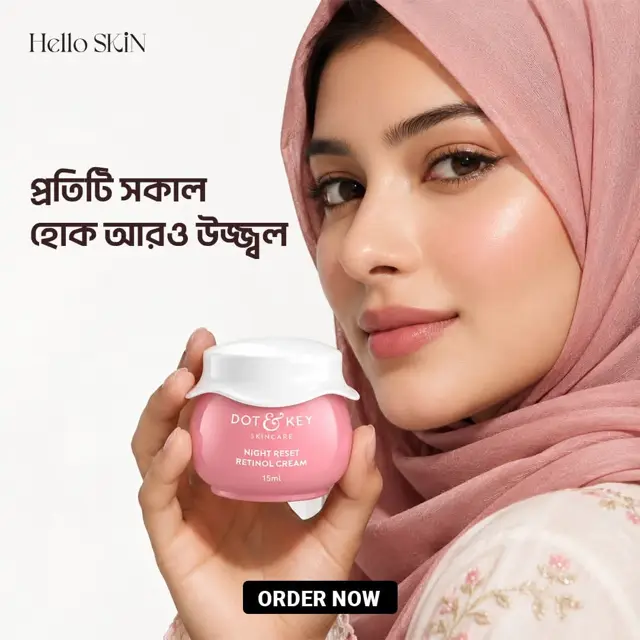 Hello SKiN
প্রতিটি সকাল
হোক আরও উজ্জ্বল
DOT & KEY
SKINCARE
NIGHT RESET
RETINOL CREAM
15ml
ORDER NOW